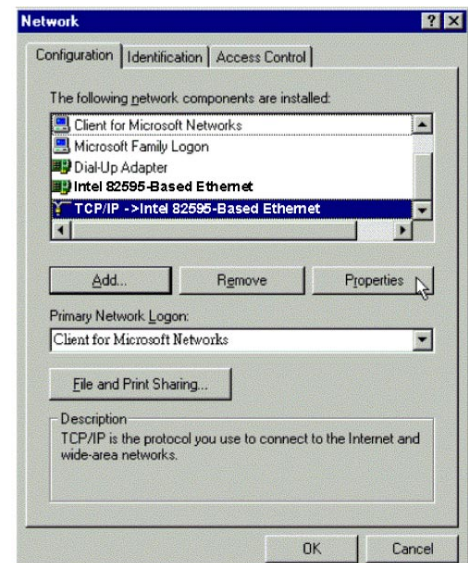 Network
Configuration Identification Access Control
The following network components are installed:
Client for Microsoft Networks
Microsoft Family Logon
Dial-Up Adapter
Intel 82595-Based Ethernet
TCP/IP ->Intel 82595-Based Ethernet
Add... Remove Properties
Primary Network Logon:
Client for Microsoft Networks
File and Print Sharing...
Description
TCP/IP is the protocol you use to connect to the Internet and
wide-area networks.
OK Cancel